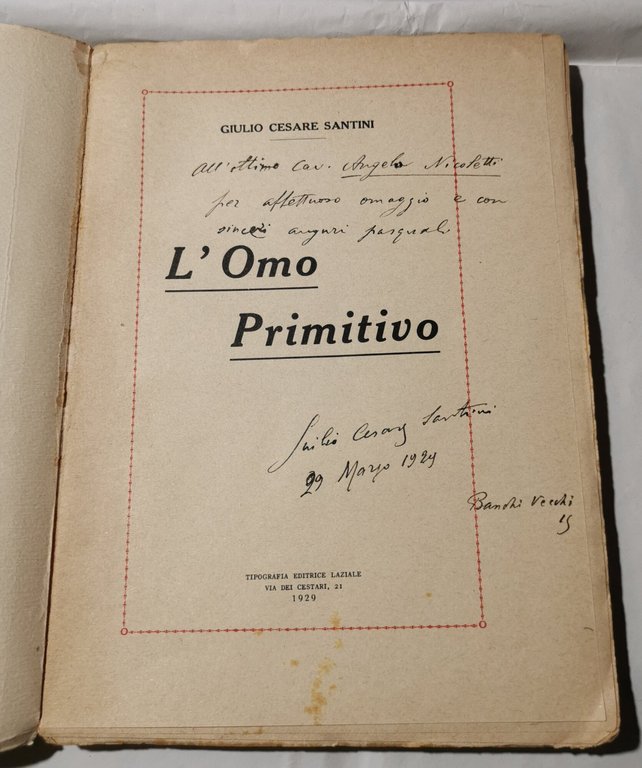 GIULIO CESARE SANTINI
All'ottimo Cav. Angelo Nicoletti
per affettuoso omaggio e con
sinceri auguri pasquali
L'Omo
Primitivo
Giulio Cesare Santini
29 Marzo 1929
Banchi Vecchi
15
TIPOGRAFIA EDITRICE LAZIALE
VIA DEI CESTARI, 21
1929